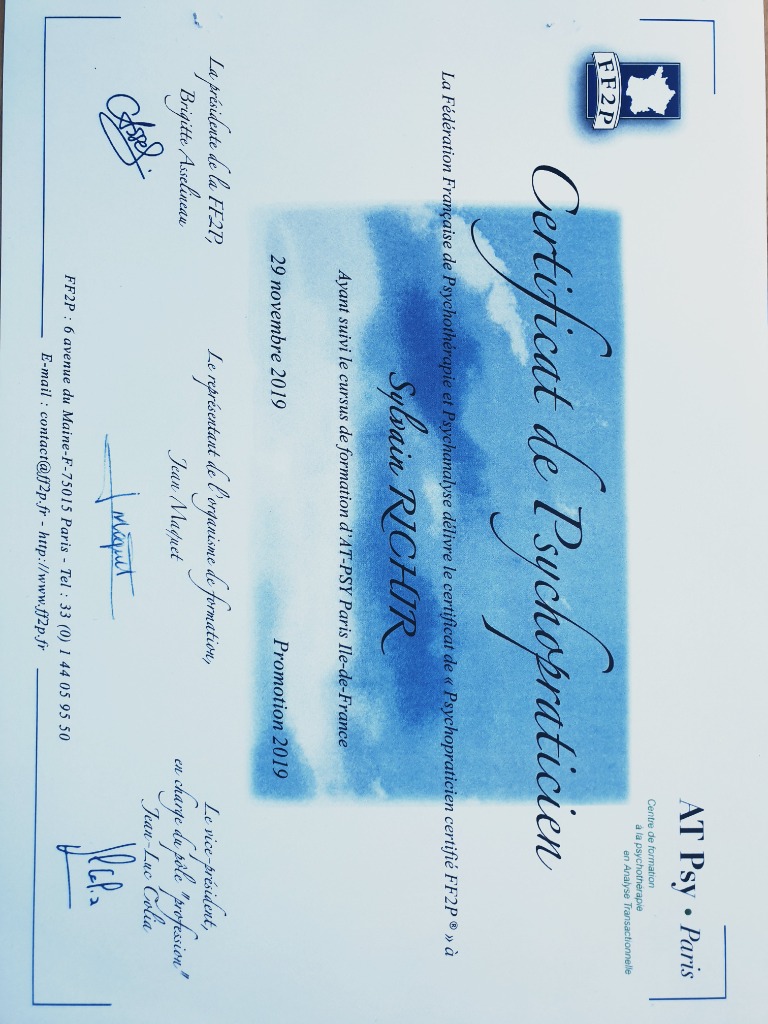 FF2P
AT Psy • Paris
Centre de formation
à la psychothérapie
en Analyse Transactionnelle
Certificat de Psychopraticien
La Fédération Française de Psychothérapie et Psychanalyse délivre le certificat de « Psychopraticien certifié FF2P ® » à
Sylvain RICHIR
Ayant suivi le cursus de formation d'AT-PSY Paris Ile-de-France
29 novembre 2019
Promotion 2019
La présidente de la FF2P,
Brigitte Asselineau
Le représentant de l'organisme de formation,
Jean Maquet
Le vice-président,
en charge du pôle "profession"
Jean-Luc Colia
Maquet
FF2P : 6 avenue du Maine-F-75015 Paris - Tel : 33 (0) 1 44 05 95 50
E-mail : contact@ff2p.fr - http://www.ff2p.fr